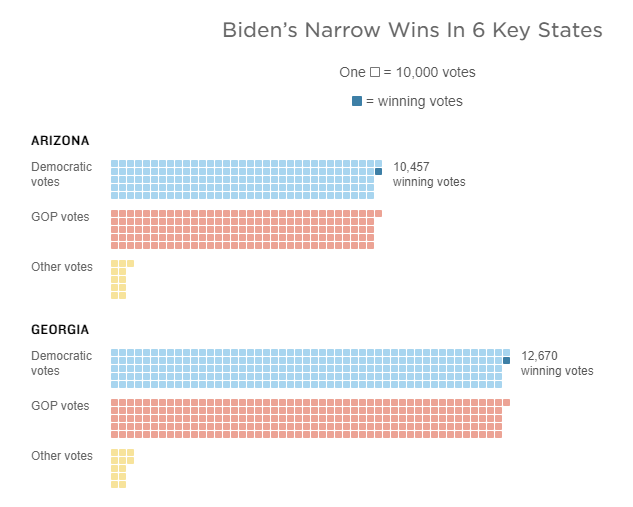 Biden’s Narrow Wins In 6 Key States
One □ = 10,000 votes
■ = winning votes
ARIZONA
Democratic
votes
10,457
winning votes
GOP votes
Other votes
GEORGIA
Democratic
votes
12,670
winning votes
GOP votes
Other votes